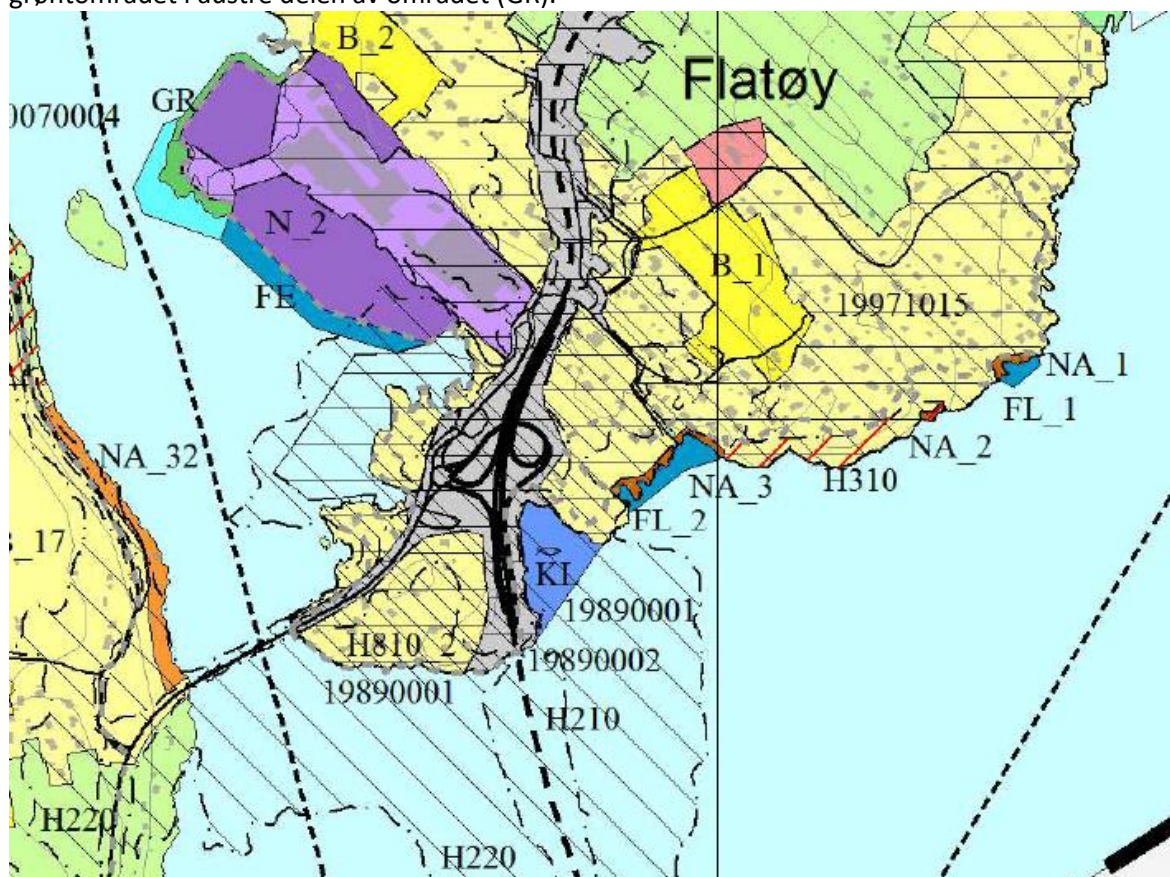 grøntområdet i austre delen av området (GR).
B_2
Flatøy
GR
0070004
N_2
B_1
FE
19971015
NA_1
FL_1
NA_2
NA_32
NA_3
H310
FL_2
_17
KL
19890001
H810_2
19890002
19890001
H210
H220
H220